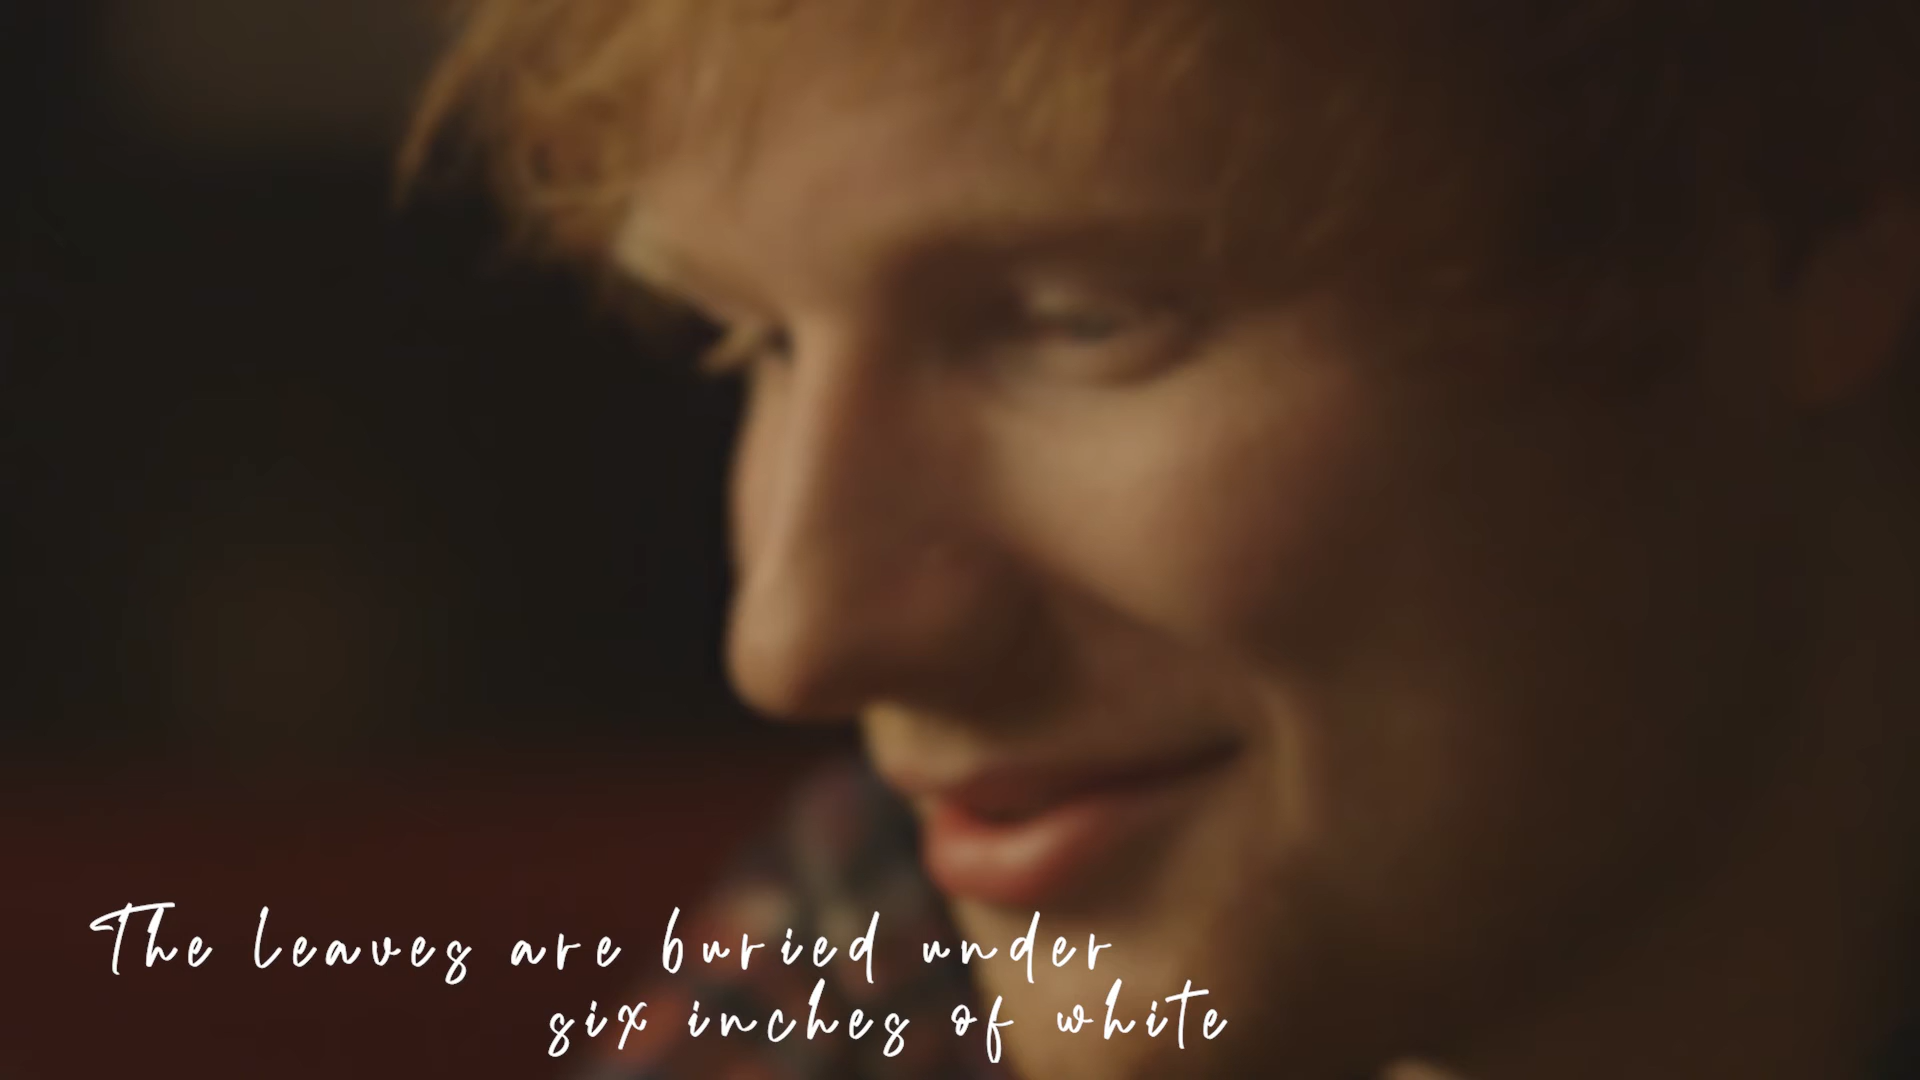 The leaves are buried under
six inches of white